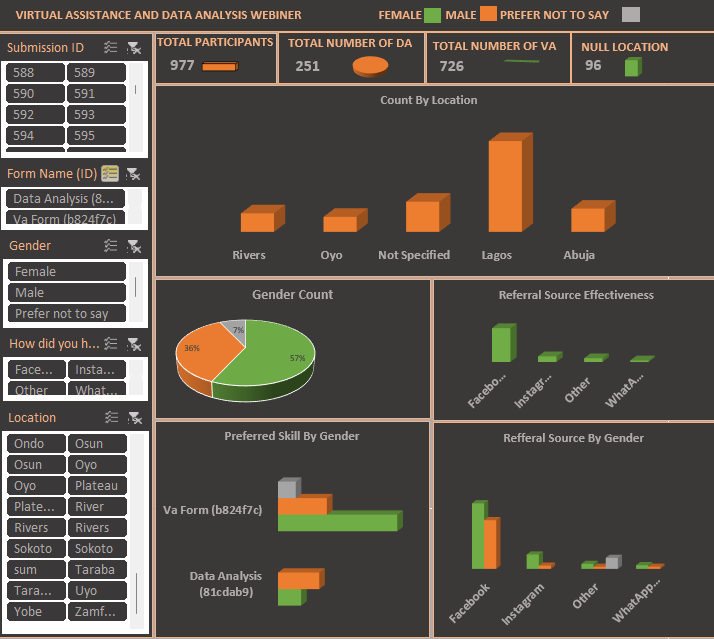 VIRTUAL ASSISTANCE AND DATA ANALYSIS WEBINER
FEMALE MALE PREFER NOT TO SAY
Submission ID
588 589
590 591
592 593
594 595
Form Name (ID)
Data Analysis (8...
Va Form (b824f7c)
Gender
Female
Male
Prefer not to say
How did you h...
Face... Insta...
Other What...
Location
Ondo Osun
Osun Oyo
Oyo Plateau
Plate... River
Rivers Rivers
Sokoto Sokoto
sum Taraba
Tara... Uyo
Yobe Zamf...
TOTAL PARTICIPANTS
977
TOTAL NUMBER OF DA
251
TOTAL NUMBER OF VA
726
NULL LOCATION
96
Count By Location
Rivers Oyo Not Specified Lagos Abuja
Gender Count
7%
36%
57%
Referral Source Effectiveness
Facebo...
Instagr...
Other
WhatA...
Preferred Skill By Gender
Va Form (b824f7c)
Data Analysis
(81cdab9)
Refferal Source By Gender
Facebook
Instagram
Other
WhatApp...